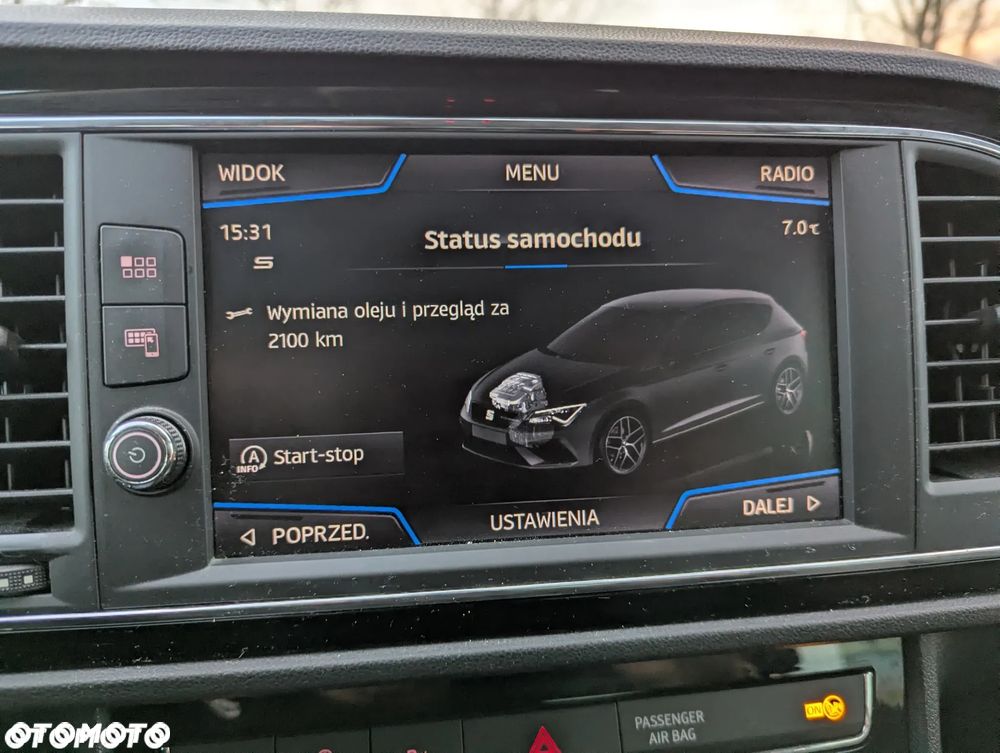 WIDOK
MENU
RADIO
15:31
Status samochodu
7.0℃
Wymiana oleju i przegląd za
2100 km
A
INFO
Start-stop
POPRZED.
USTAWIENIA
DALEJ
PASSENGER
AIR BAG
ON
OTOMOTO